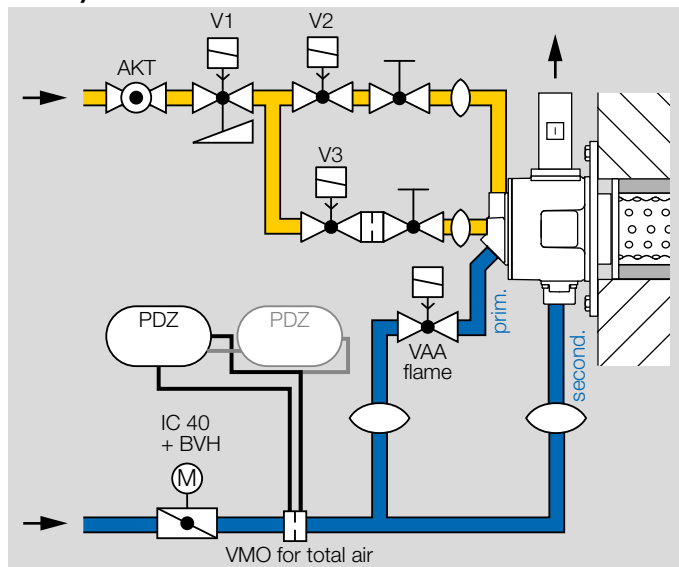 V1
V2
AKT
V3
PDZ
PDZ
VAA
flame
prim.
second.
IC 40
+ BVH
M
VMO for total air